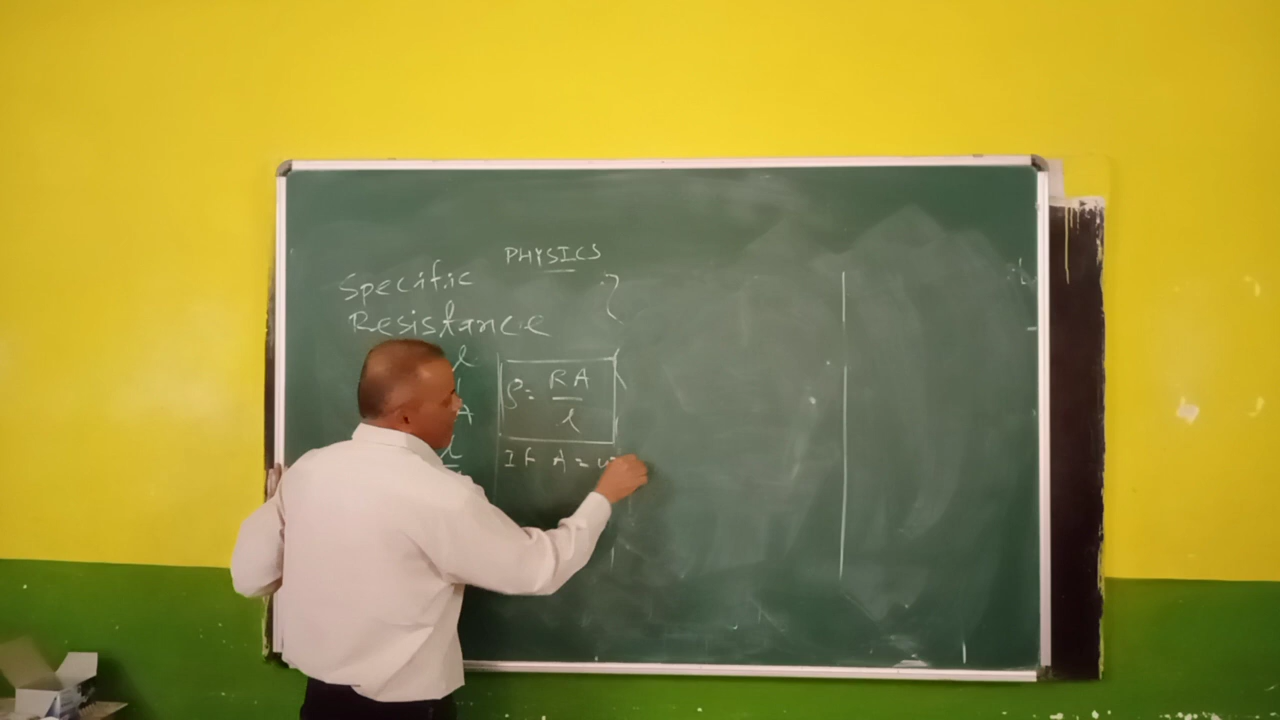 PHYSICS
Specific
Resistance
l
A
l
ρ = RA
l
If A =